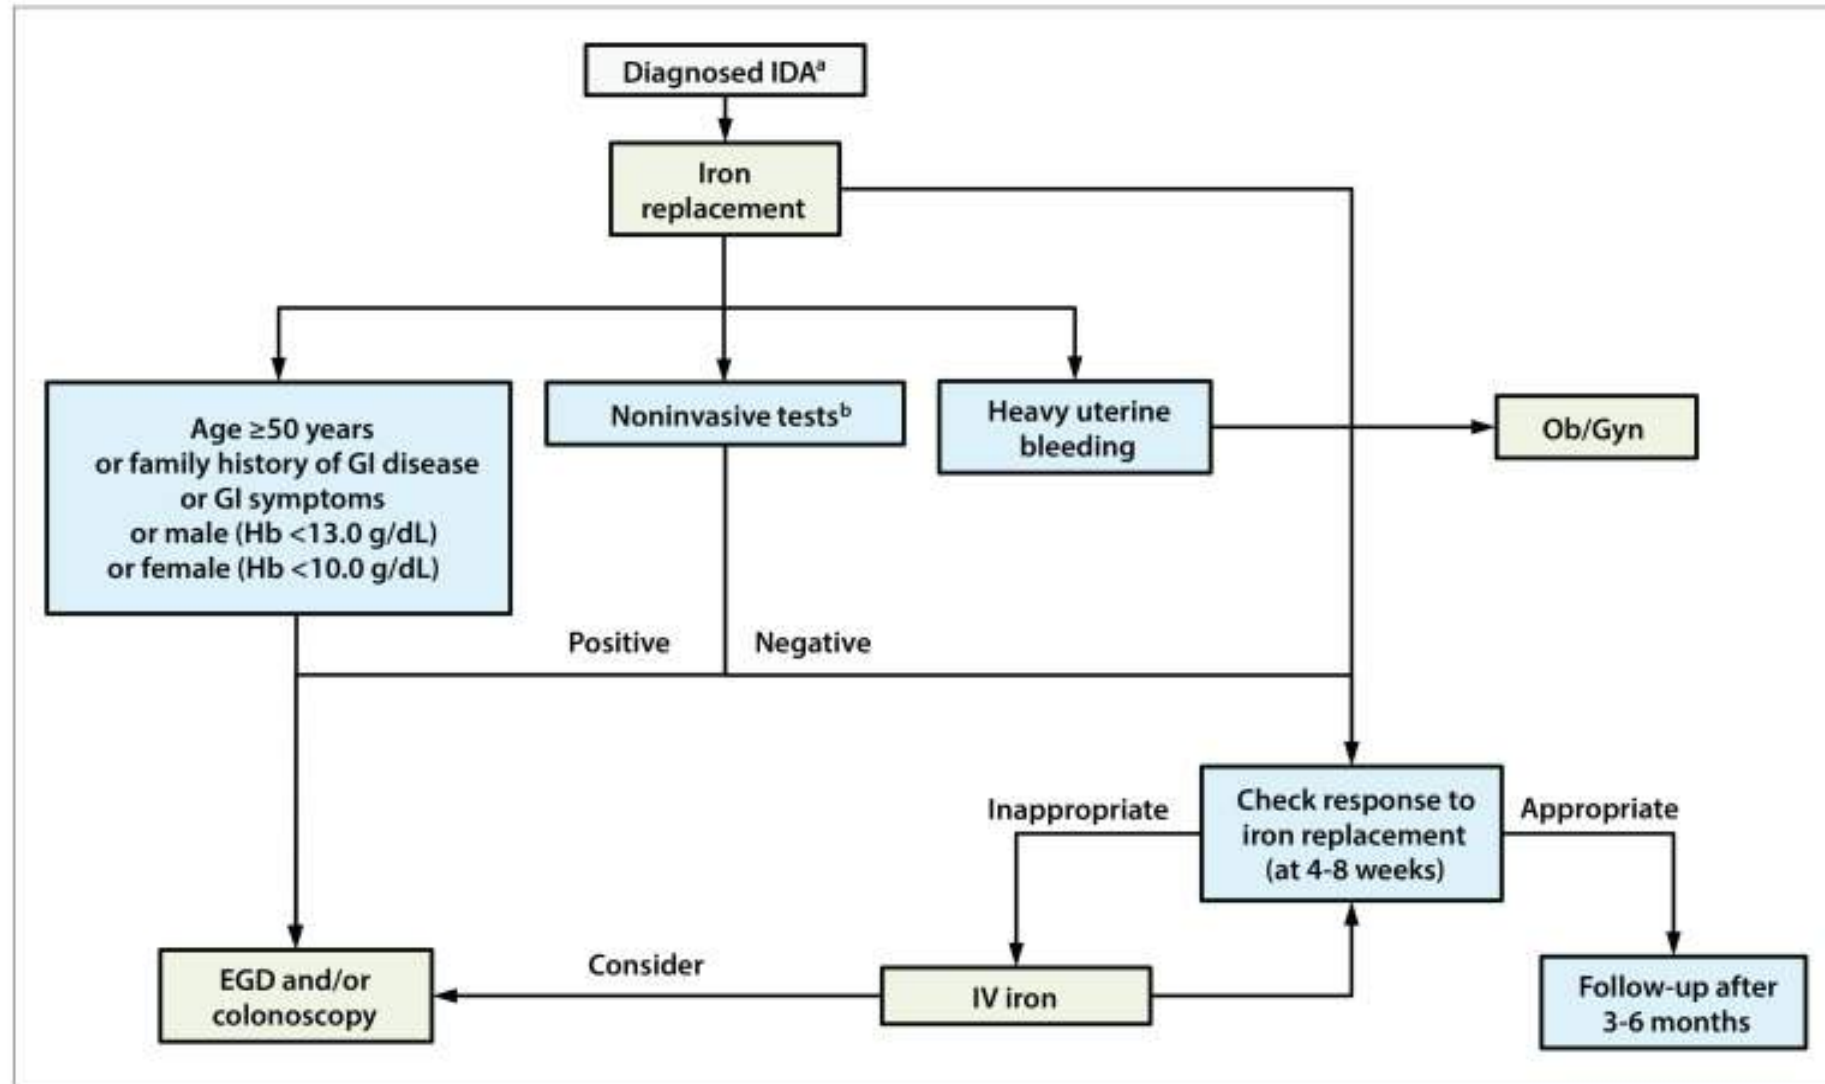 Diagnosed IDAᵃ
Iron
replacement
Age ≥50 years
or family history of GI disease
or GI symptoms
or male (Hb <13.0 g/dL)
or female (Hb <10.0 g/dL)
Noninvasive testsᵇ
Heavy uterine
bleeding
Ob/Gyn
Positive
Negative
Inappropriate
Check response to
iron replacement
(at 4-8 weeks)
Appropriate
EGD and/or
colonoscopy
Consider
IV iron
Follow-up after
3-6 months